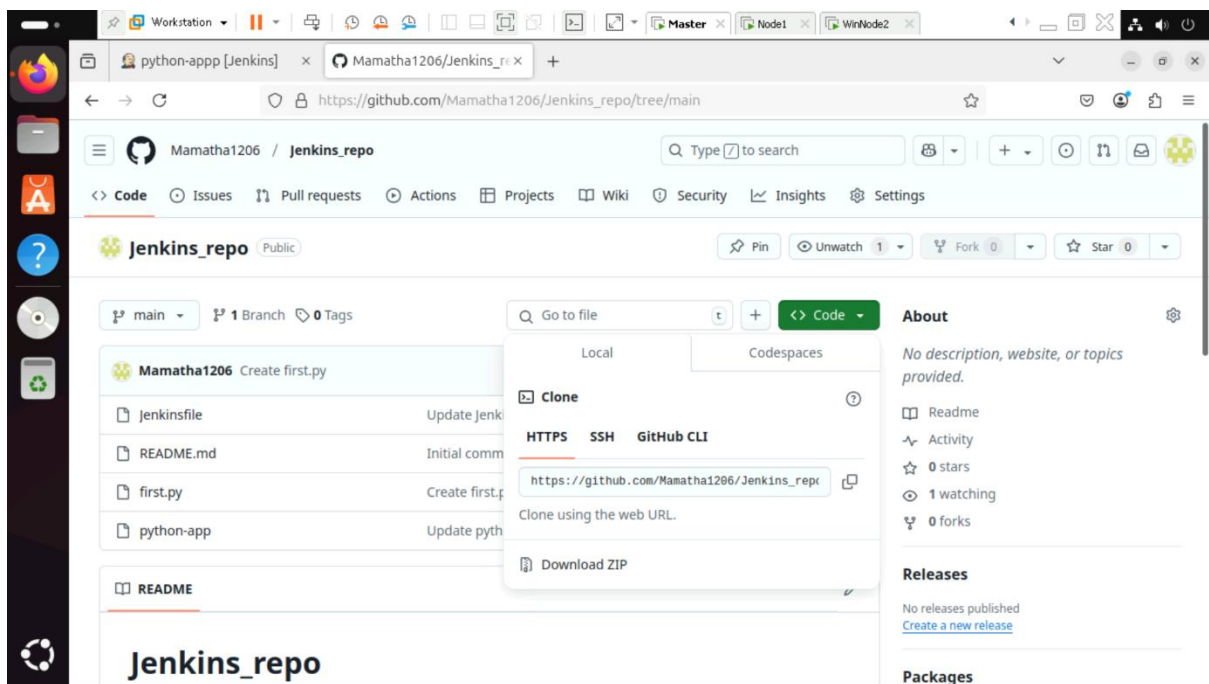 Workstation Master Node1 WinNode2
python-appp [Jenkins] Mamatha1206/Jenkins_re
https://github.com/Mamatha1206/Jenkins_repo/tree/main
Mamatha1206 / Jenkins_repo Type / to search
Code Issues Pull requests Actions Projects Wiki Security Insights Settings
Jenkins_repo Public Pin Unwatch 1 Fork 0 Star 0
main 1 Branch 0 Tags Go to file t Code About
Local Codespaces No description, website, or topics
provided.
Mamatha1206 Create first.py
Clone
Readme
Jenkinsfile Update Jenki
HTTPS SSH GitHub CLI Activity
README.md Initial comm
0 stars
https://github.com/Mamatha1206/Jenkins_repo
first.py Create first.p
1 watching
Clone using the web URL.
0 forks
python-app Update pyth
Download ZIP
Releases
README
No releases published
Create a new release
Jenkins_repo
Packages